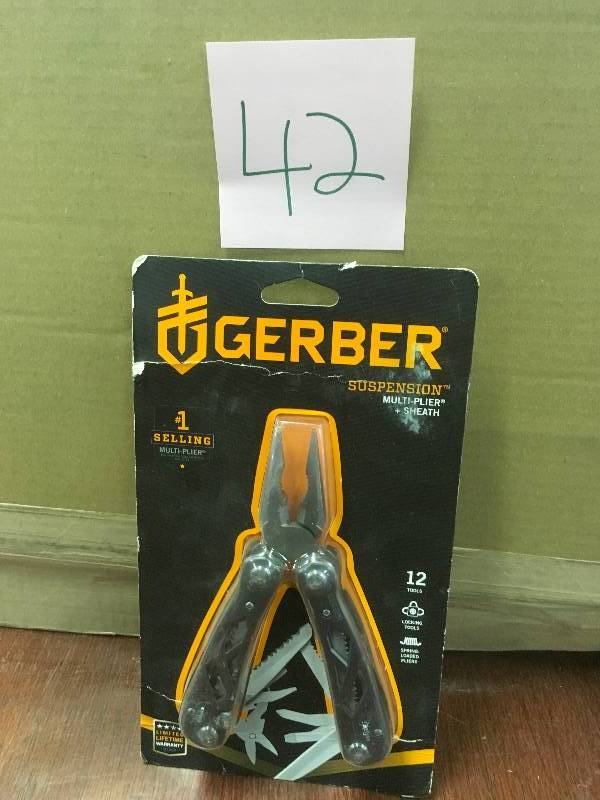 42
GERBER®
SUSPENSION™
MULTI-PLIER®
+ SHEATH
#1
SELLING
MULTI-PLIER®
12
TOOLS
LOCKING
TOOLS
SPRING
LOADED
PLIERS
LIMITED
LIFETIME
WARRANTY